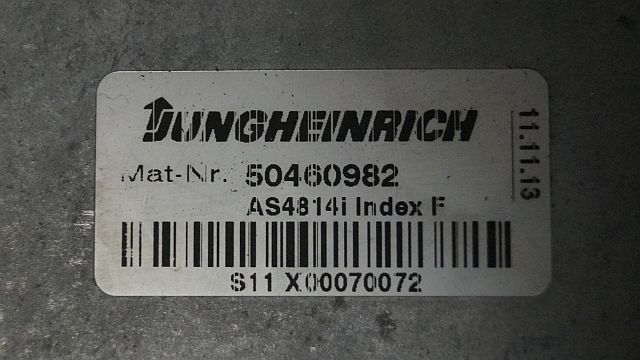 JUNGHEINRICH
Mat-Nr. 50460982
AS4814i Index F
S11 X00070072
11.11.13